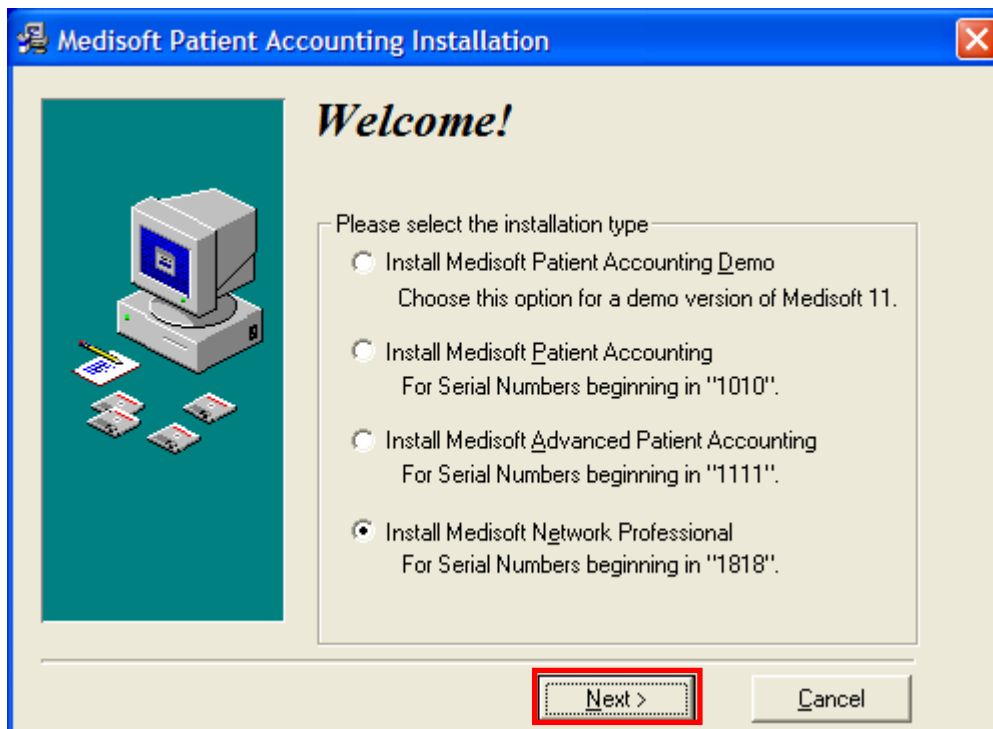 Medisoft Patient Accounting Installation
Welcome!
Please select the installation type
Install Medisoft Patient Accounting Demo
Choose this option for a demo version of Medisoft 11.
Install Medisoft Patient Accounting
For Serial Numbers beginning in "1010".
Install Medisoft Advanced Patient Accounting
For Serial Numbers beginning in "1111".
Install Medisoft Network Professional
For Serial Numbers beginning in "1818".
Next >
Cancel